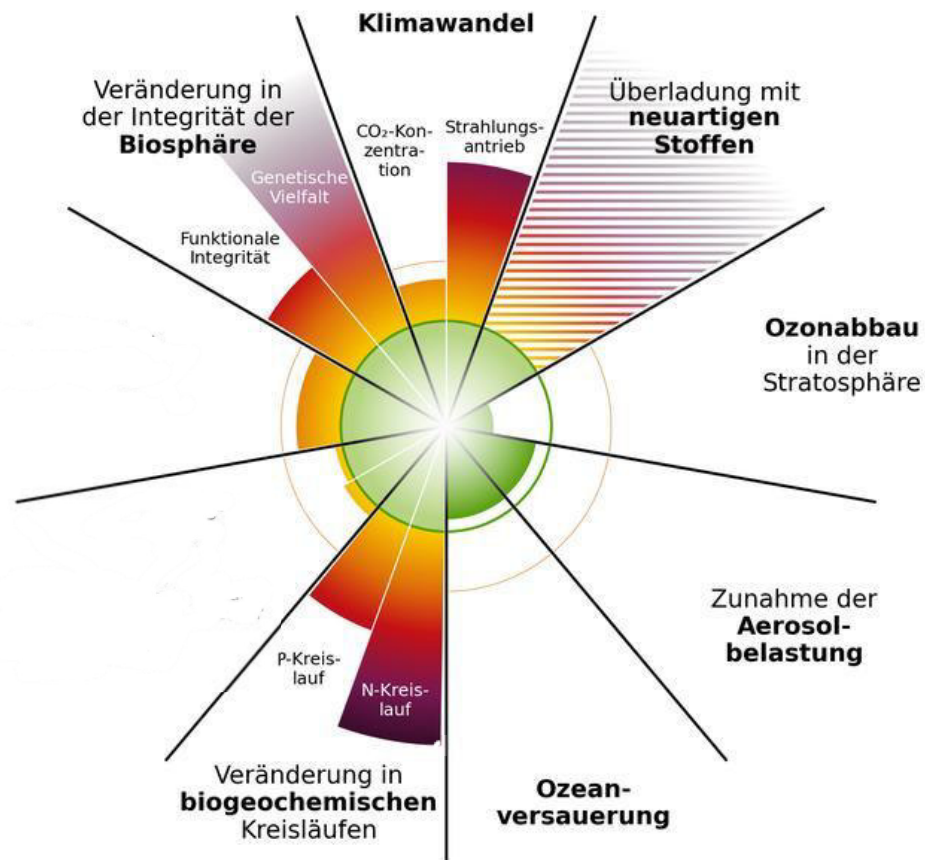 Klimawandel
Veränderung in
der Integrität der
Biosphäre
CO₂-Kon-
zentra-
tion
Strahlungs-
antrieb
Überladung mit
neuartigen
Stoffen
Genetische
Vielfalt
Funktionale
Integrität
Ozonabbau
in der
Stratosphäre
Zunahme der
Aerosol-
belastung
P-Kreis-
lauf
N-Kreis-
lauf
Veränderung in
biogeochemischen
Kreisläufen
Ozean-
versauerung